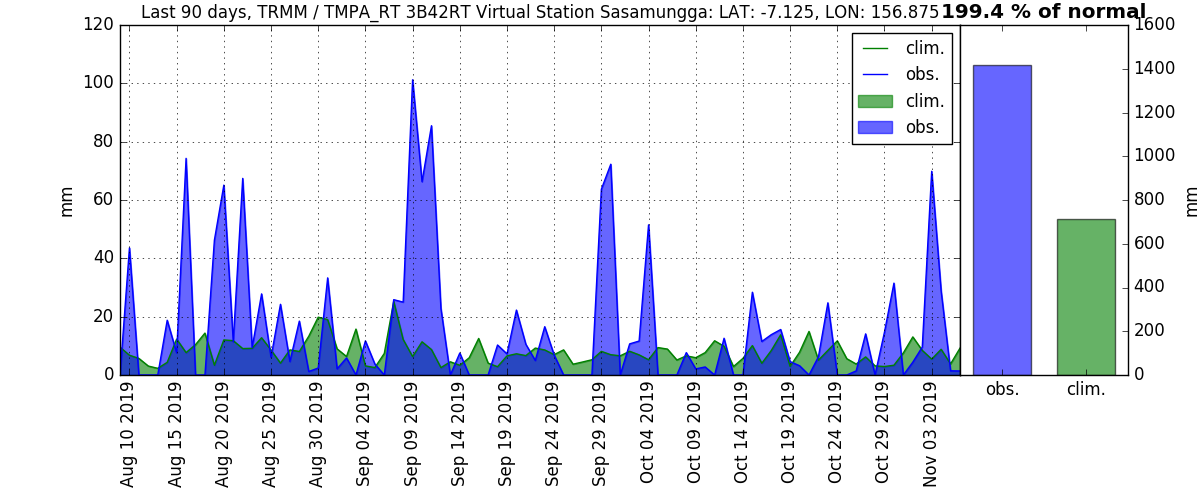 Last 90 days, TRMM / TMPA_RT 3B42RT Virtual Station Sasamungga: LAT: -7.125, LON: 156.875 199.4 % of normal
120
100
80
60
40
20
0
mm
clim.
obs.
clim.
obs.
1600
1400
1200
1000
800
600
400
200
0
mm
obs.
clim.
Aug 10 2019
Aug 15 2019
Aug 20 2019
Aug 25 2019
Aug 30 2019
Sep 04 2019
Sep 09 2019
Sep 14 2019
Sep 19 2019
Sep 24 2019
Sep 29 2019
Oct 04 2019
Oct 09 2019
Oct 14 2019
Oct 19 2019
Oct 24 2019
Oct 29 2019
Nov 03 2019